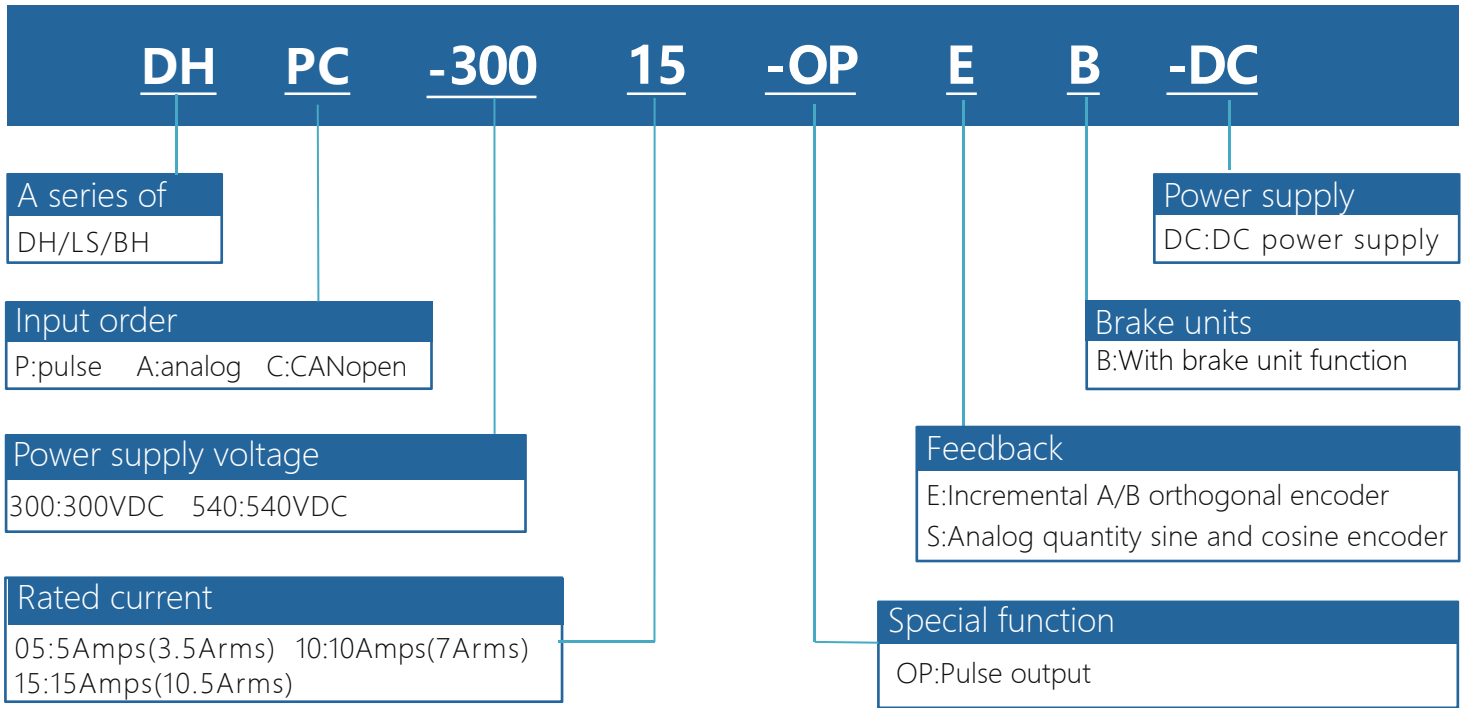 DH PC -300 15 -OP E B -DC
A series of
DH/LS/BH
Power supply
DC:DC power supply
Input order
P:pulse A:analog C:CANopen
Brake units
B:With brake unit function
Power supply voltage
300:300VDC 540:540VDC
Feedback
E:Incremental A/B orthogonal encoder
S:Analog quantity sine and cosine encoder
Rated current
05:5Amps(3.5Arms) 10:10Amps(7Arms)
15:15Amps(10.5Arms)
Special function
OP:Pulse output